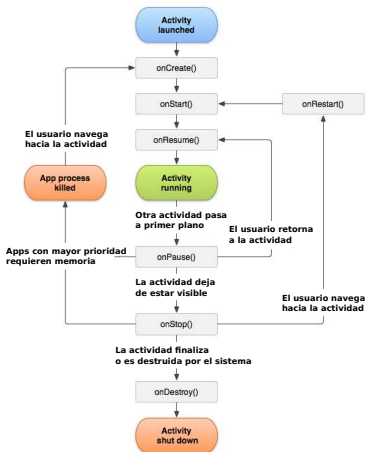 Activity
launched
onCreate()
onStart()
onRestart()
El usuario navega
hacia la actividad
onResume()
App process
killed
Activity
running
Otra actividad pasa
a primer plano
El usuario retorna
a la actividad
Apps con mayor prioridad
requieren memoria
onPause()
La actividad deja
de estar visible
El usuario navega
hacia la actividad
onStop()
La actividad finaliza
o es destruida por el sistema
onDestroy()
Activity
shut down